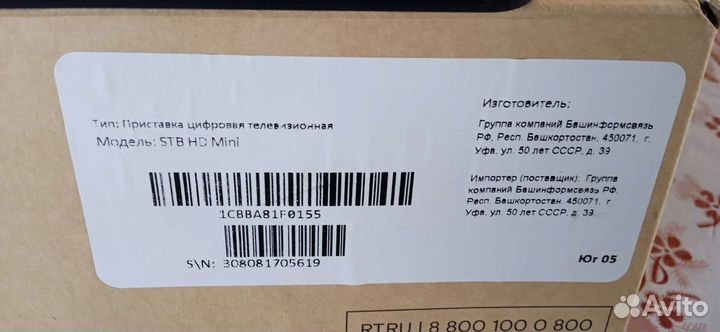 Тип: Приставка цифровая телевизионная
Модель: STB HD Mini
1CBBA81F0155
S\N: 308081705619
Изготовитель:
Группа компаний Башинформсвязь
РФ, Респ. Башкортостан, 450071, г.
Уфа, ул. 50 лет СССР, д. 39
Импортер (поставщик): Группа
компаний Башинформсвязь РФ,
Респ. Башкортостан, 450071, г.
Уфа, ул. 50 лет СССР, д. 39
Юг 05
RTRU | 8 800 100 0 800
Avito